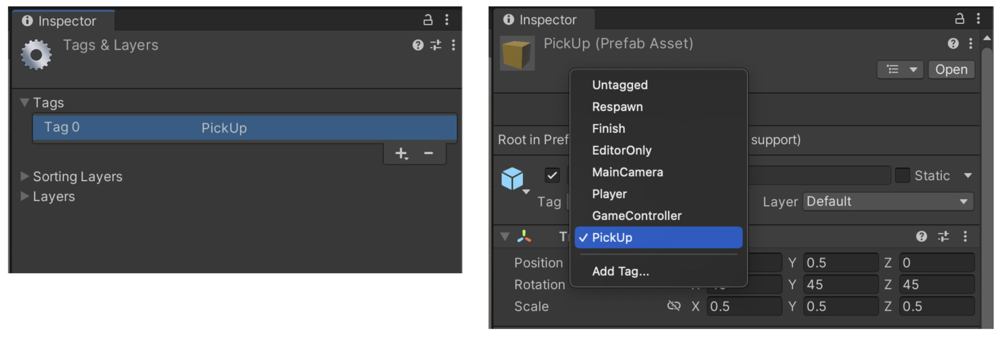 Inspector
Tags & Layers
Tags
Tag 0 PickUp
Sorting Layers
Layers
Inspector
PickUp (Prefab Asset)
Open
Untagged
Respawn
Finish
EditorOnly
MainCamera
Player
GameController
PickUp
Add Tag...
Root in Pref
support)
Static
Tag
Layer Default
Position Y 0.5 Z 0
Rotation Y 45 Z 45
Scale X 0.5 Y 0.5 Z 0.5